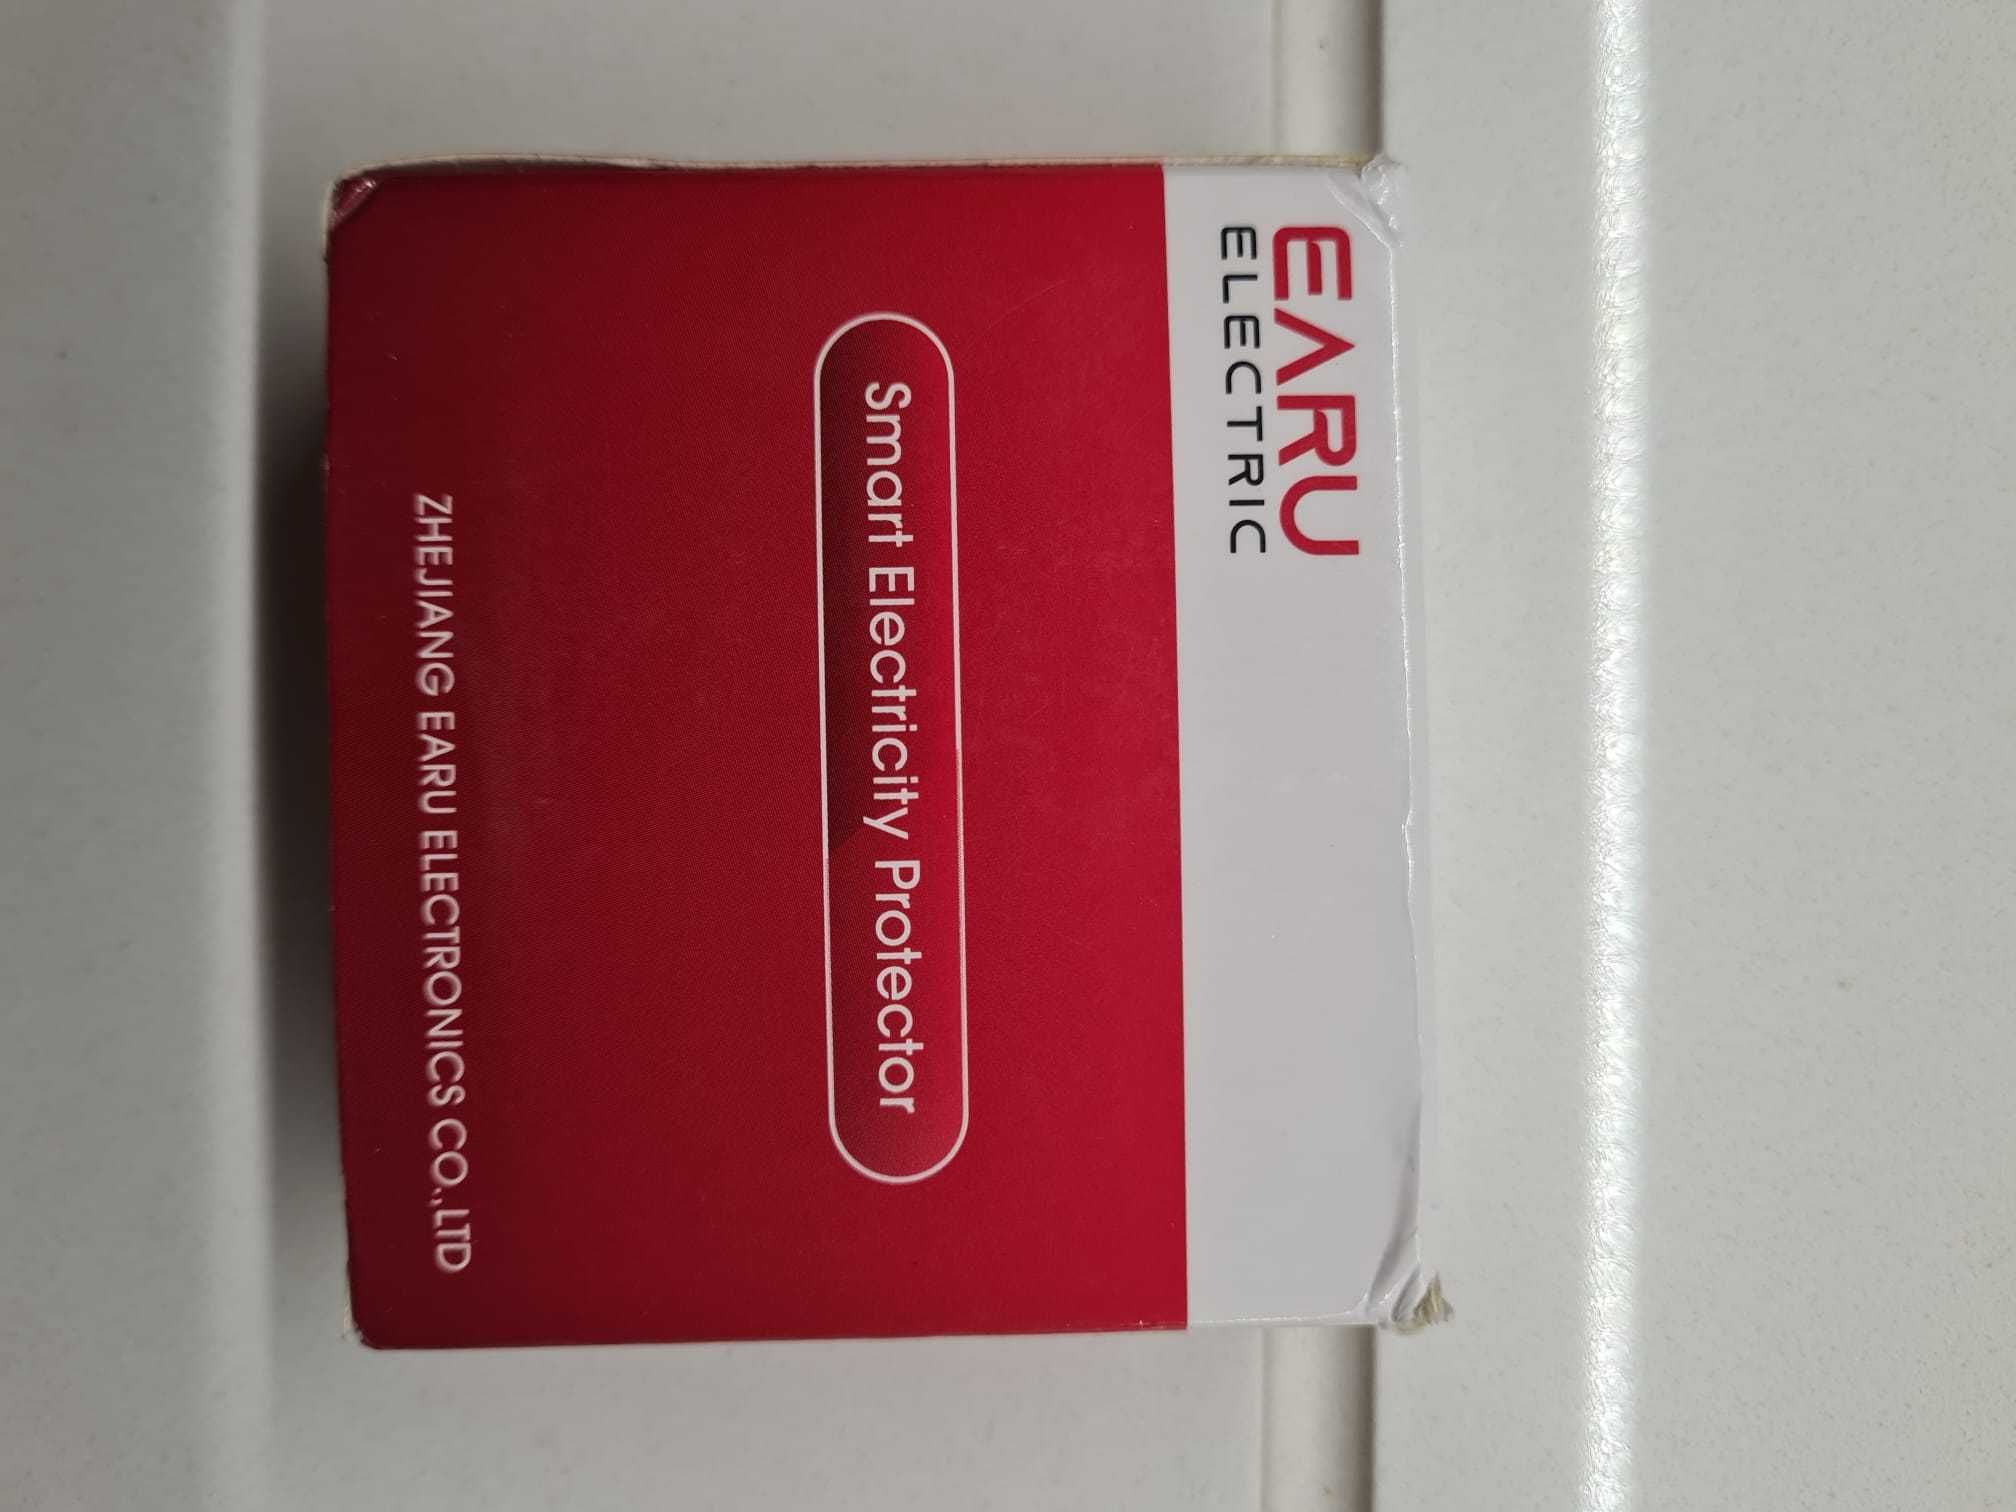 EARU
ELECTRIC
Smart Electricity Protector
ZHEJIANG EARU ELECTRONICS CO.,LTD